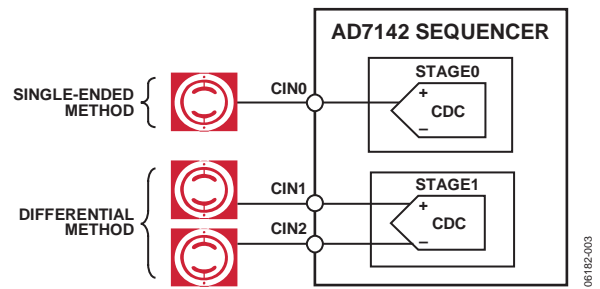 AD7142 SEQUENCER
SINGLE-ENDED
METHOD
CIN0
STAGE0
+
CDC
–
DIFFERENTIAL
METHOD
CIN1
CIN2
STAGE1
+
CDC
–
06182-003